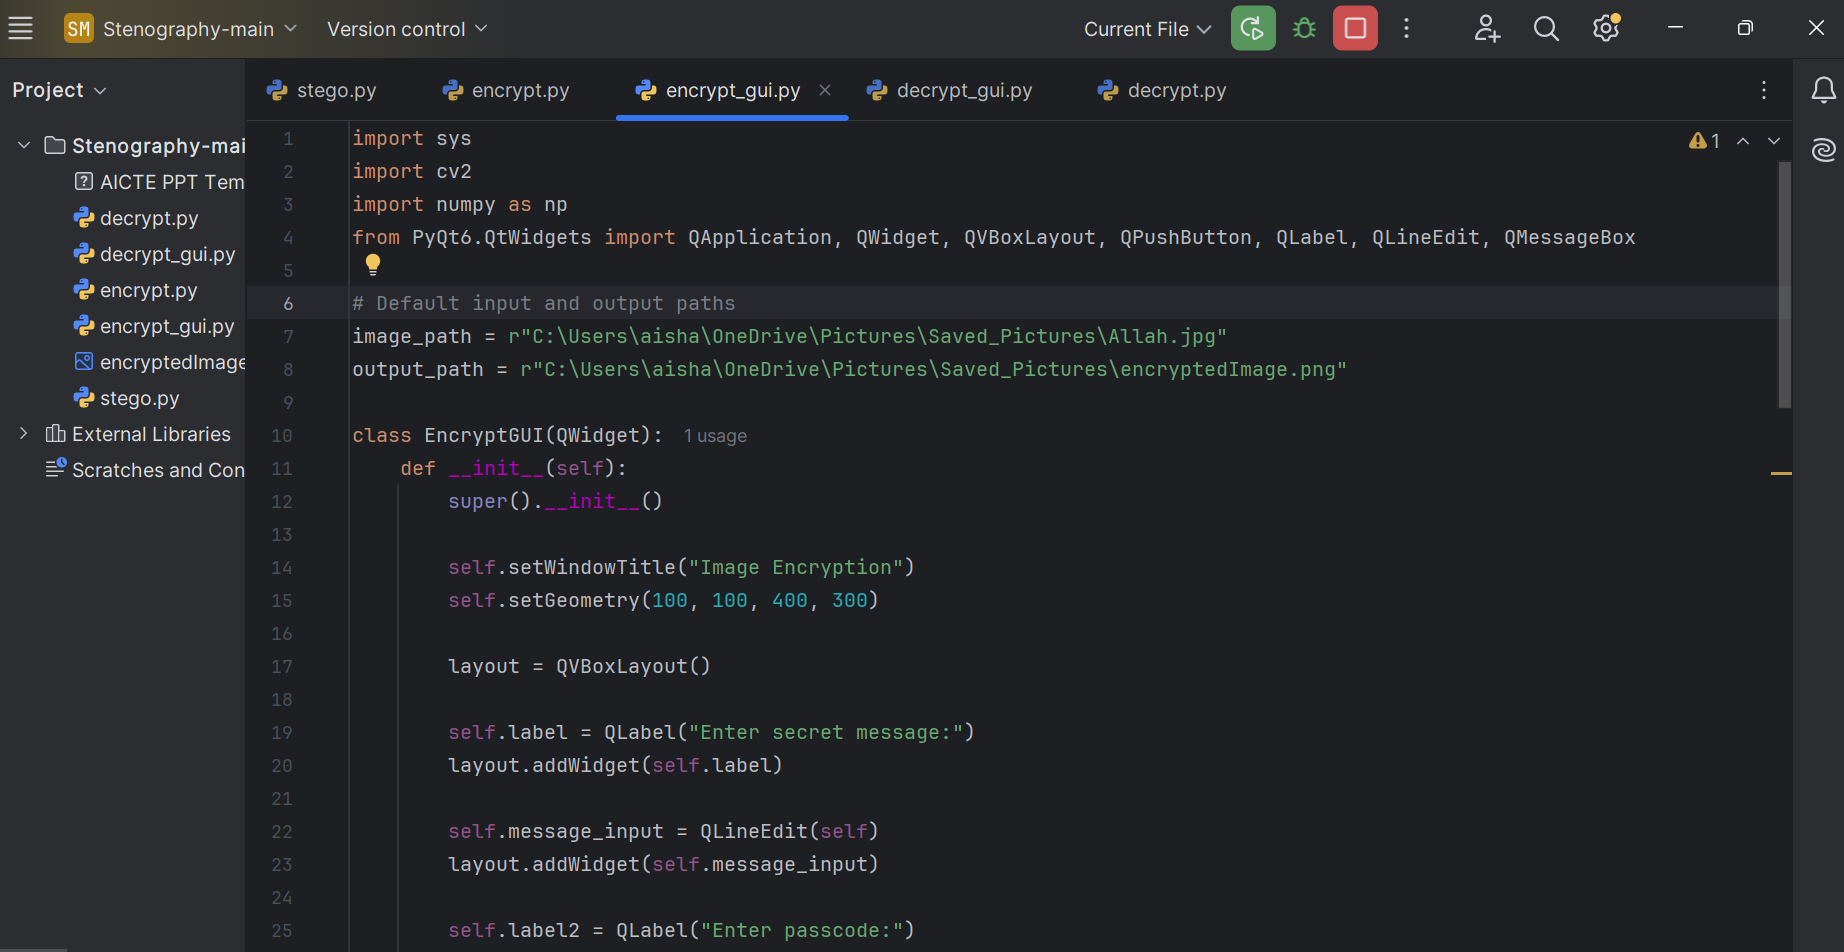 SM Stenography-main Version control Current File
Project
stego.py encrypt.py encrypt_gui.py decrypt_gui.py decrypt.py
Stenography-mai
AICTE PPT Tem
decrypt.py
decrypt_gui.py
encrypt.py
encrypt_gui.py
encryptedImage
stego.py
External Libraries
Scratches and Con
1
1 import sys
2 import cv2
3 import numpy as np
4 from PyQt6.QtWidgets import QApplication, QWidget, QVBoxLayout, QPushButton, QLabel, QLineEdit, QMessageBox
5
6 # Default input and output paths
7 image_path = r"C:\Users\aisha\OneDrive\Pictures\Saved_Pictures\Allah.jpg"
8 output_path = r"C:\Users\aisha\OneDrive\Pictures\Saved_Pictures\encryptedImage.png"
9
10 class EncryptGUI(QWidget): 1 usage
11 def __init__(self):
12 super().__init__()
13
14 self.setWindowTitle("Image Encryption")
15 self.setGeometry(100, 100, 400, 300)
16
17 layout = QVBoxLayout()
18
19 self.label = QLabel("Enter secret message:")
20 layout.addWidget(self.label)
21
22 self.message_input = QLineEdit(self)
23 layout.addWidget(self.message_input)
24
25 self.label2 = QLabel("Enter passcode:")